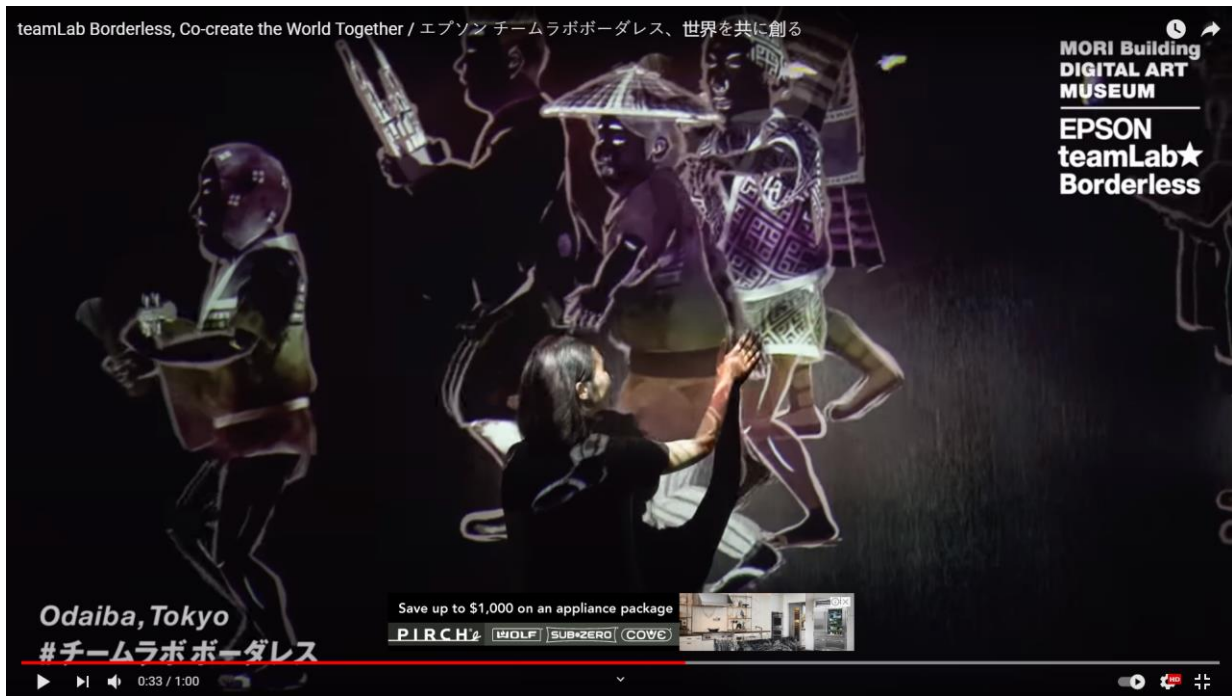 teamLab Borderless, Co-create the World Together / エプソン チームラボボーダレス、世界を共に創る
MORI Building
DIGITAL ART
MUSEUM
EPSON
teamLab★
Borderless
Save up to $1,000 on an appliance package
PIRCH WOLF SUB•ZERO COVE
Odaiba,Tokyo
#チームラボ ボーダレス
0:33 / 1:00
HD